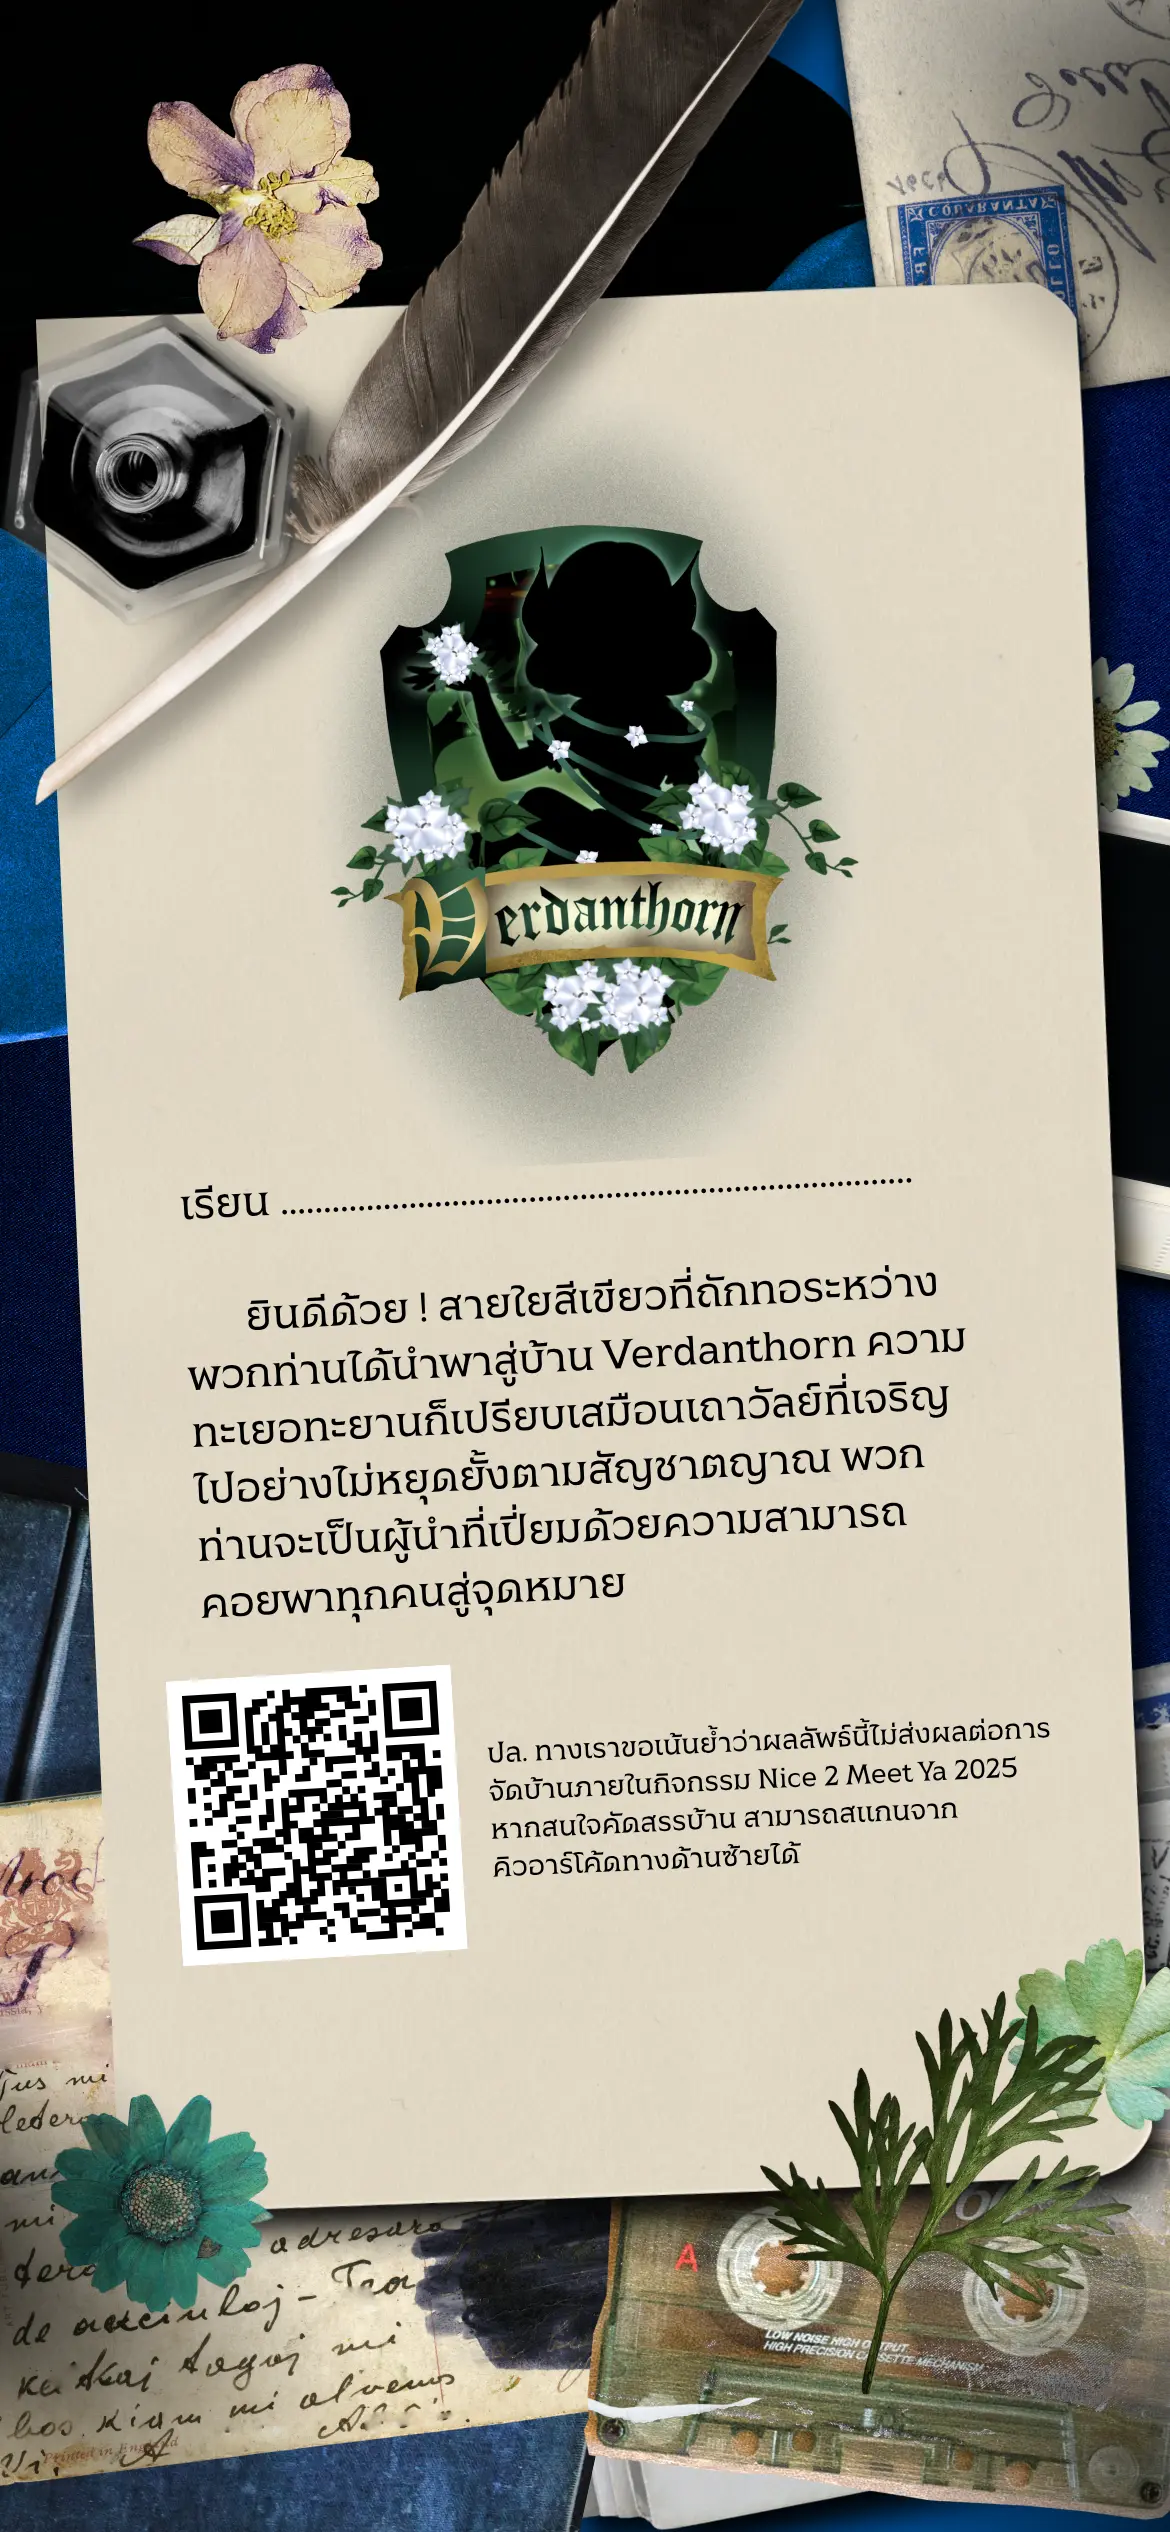 COUARANTA
Verdanthorn
เรียน ...........................................................................
ยินดีด้วย ! สายใยสีเขียวที่ถักทอระหว่าง
พวกท่านได้นำพาสู่บ้าน Verdanthorn ความ
ทะเยอทะยานก็เปรียบเสมือนเถาวัลย์ที่เจริญ
ไปอย่างไม่หยุดยั้งตามสัญชาตญาณ พวก
ท่านจะเป็นผู้นำที่เปี่ยมด้วยความสามารถ
คอยพาทุกคนสู่จุดหมาย
ปล. ทางเราขอเน้นย้ำว่าผลลัพธ์นี้ไม่ส่งผลต่อการ
จัดบ้านภายในกิจกรรม Nice 2 Meet Ya 2025
หากสนใจคัดสรรบ้าน สามารถสแกนจาก
คิวอาร์โค้ดทางด้านซ้ายได้
mi
adresaro
de
mi
mi
Printed in England
A
LOW NOISE HIGH OUTPUT
HIGH PRECISION CASSETTE MECHANISM